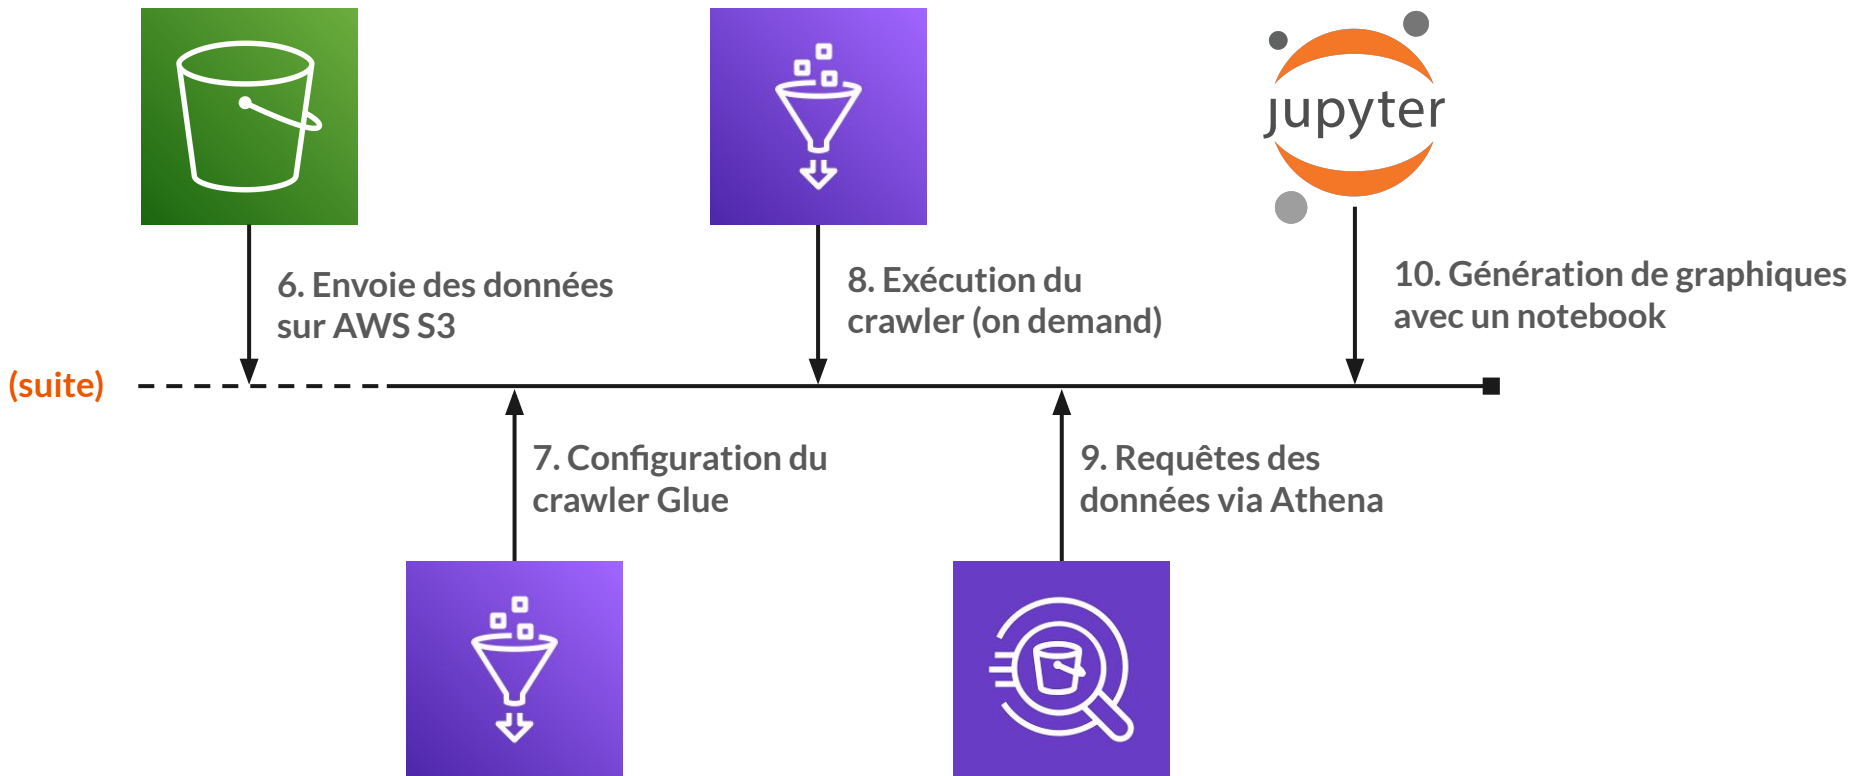 jupyter
6. Envoie des données
sur AWS S3
8. Exécution du
crawler (on demand)
10. Génération de graphiques
avec un notebook
(suite)
7. Configuration du
crawler Glue
9. Requêtes des
données via Athena